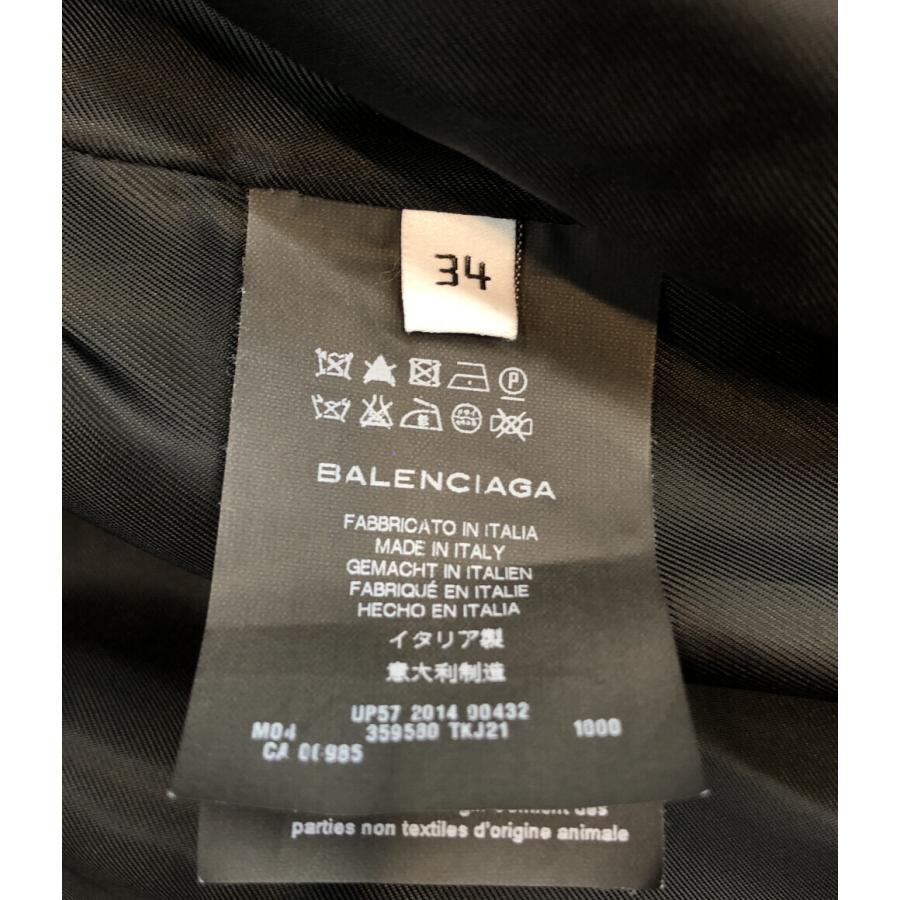 34
P
BALENCIAGA
FABBRICATO IN ITALIA
MADE IN ITALY
GEMACHT IN ITALIEN
FABRIQUÉ EN ITALIE
HECHO EN ITALIA
イタリア製
意大利制造
UP57 2014 00432
M04 359580 TKJ21 1000
CA
des
parties non textiles d'origine animale